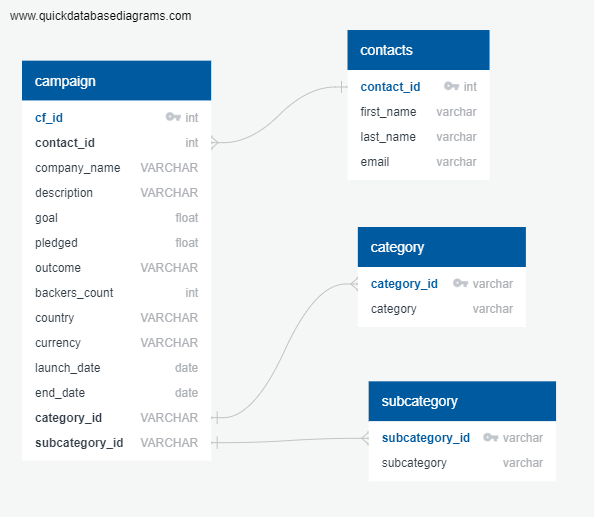 www.quickdatabasediagrams.com
campaign
cf_id int
contact_id int
company_name VARCHAR
description VARCHAR
goal float
pledged float
outcome VARCHAR
backers_count int
country VARCHAR
currency VARCHAR
launch_date date
end_date date
category_id VARCHAR
subcategory_id VARCHAR
contacts
contact_id int
first_name varchar
last_name varchar
email varchar
category
category_id varchar
category varchar
subcategory
subcategory_id varchar
subcategory varchar